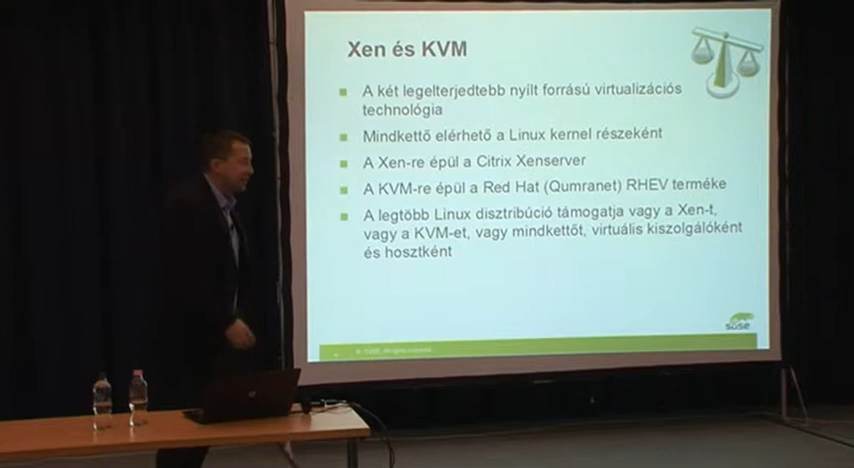 Xen és KVM
A két legelterjedtebb nyílt forrású virtualizációs
technológia
Mindkettő elérhető a Linux kernel részeként
A Xen-re épül a Citrix Xenserver
A KVM-re épül a Red Hat (Qumranet) RHEV terméke
A legtöbb Linux disztribúció támogatja vagy a Xen-t,
vagy a KVM-et, vagy mindkettőt, virtuális kiszolgálóként
és hosztként
SUSE